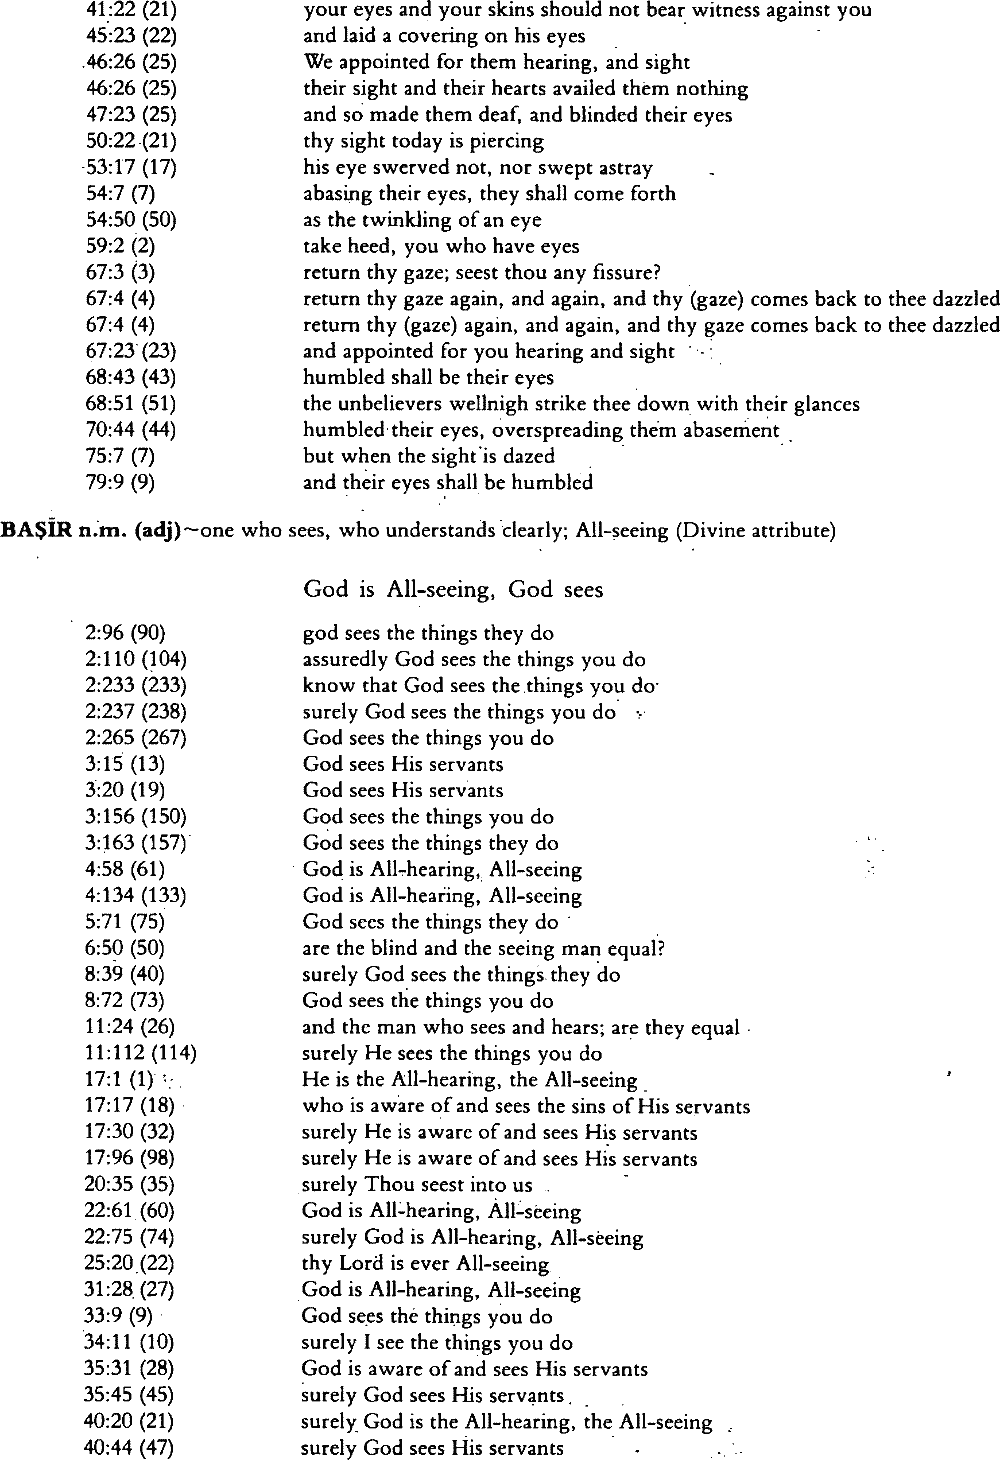 41:22 (21) your eyes and your skins should not bear witness against you
45:23 (22) and laid a covering on his eyes
46:26 (25) We appointed for them hearing, and sight
46:26 (25) their sight and their hearts availed them nothing
47:23 (25) and so made them deaf, and blinded their eyes
50:22 (21) thy sight today is piercing
53:17 (17) his eye swerved not, nor swept astray
54:7 (7) abasing their eyes, they shall come forth
54:50 (50) as the twinkling of an eye
59:2 (2) take heed, you who have eyes
67:3 (3) return thy gaze; seest thou any fissure?
67:4 (4) return thy gaze again, and again, and thy (gaze) comes back to thee dazzled
67:4 (4) return thy (gaze) again, and again, and thy gaze comes back to thee dazzled
67:23 (23) and appointed for you hearing and sight
68:43 (43) humbled shall be their eyes
68:51 (51) the unbelievers wellnigh strike thee down with their glances
70:44 (44) humbled their eyes, overspreading them abasement
75:7 (7) but when the sight is dazed
79:9 (9) and their eyes shall be humbled
BAṢĪR n.m. (adj)~one who sees, who understands clearly; All-seeing (Divine attribute)
God is All-seeing, God sees
2:96 (90) god sees the things they do
2:110 (104) assuredly God sees the things you do
2:233 (233) know that God sees the things you do
2:237 (238) surely God sees the things you do
2:265 (267) God sees the things you do
3:15 (13) God sees His servants
3:20 (19) God sees His servants
3:156 (150) God sees the things you do
3:163 (157) God sees the things they do
4:58 (61) God is All-hearing, All-seeing
4:134 (133) God is All-hearing, All-seeing
5:71 (75) God sees the things they do
6:50 (50) are the blind and the seeing man equal?
8:39 (40) surely God sees the things they do
8:72 (73) God sees the things you do
11:24 (26) and the man who sees and hears; are they equal
11:112 (114) surely He sees the things you do
17:1 (1) He is the All-hearing, the All-seeing
17:17 (18) who is aware of and sees the sins of His servants
17:30 (32) surely He is aware of and sees His servants
17:96 (98) surely He is aware of and sees His servants
20:35 (35) surely Thou seest into us
22:61 (60) God is All-hearing, All-seeing
22:75 (74) surely God is All-hearing, All-seeing
25:20 (22) thy Lord is ever All-seeing
31:28 (27) God is All-hearing, All-seeing
33:9 (9) God sees the things you do
34:11 (10) surely I see the things you do
35:31 (28) God is aware of and sees His servants
35:45 (45) surely God sees His servants
40:20 (21) surely God is the All-hearing, the All-seeing
40:44 (47) surely God sees His servants